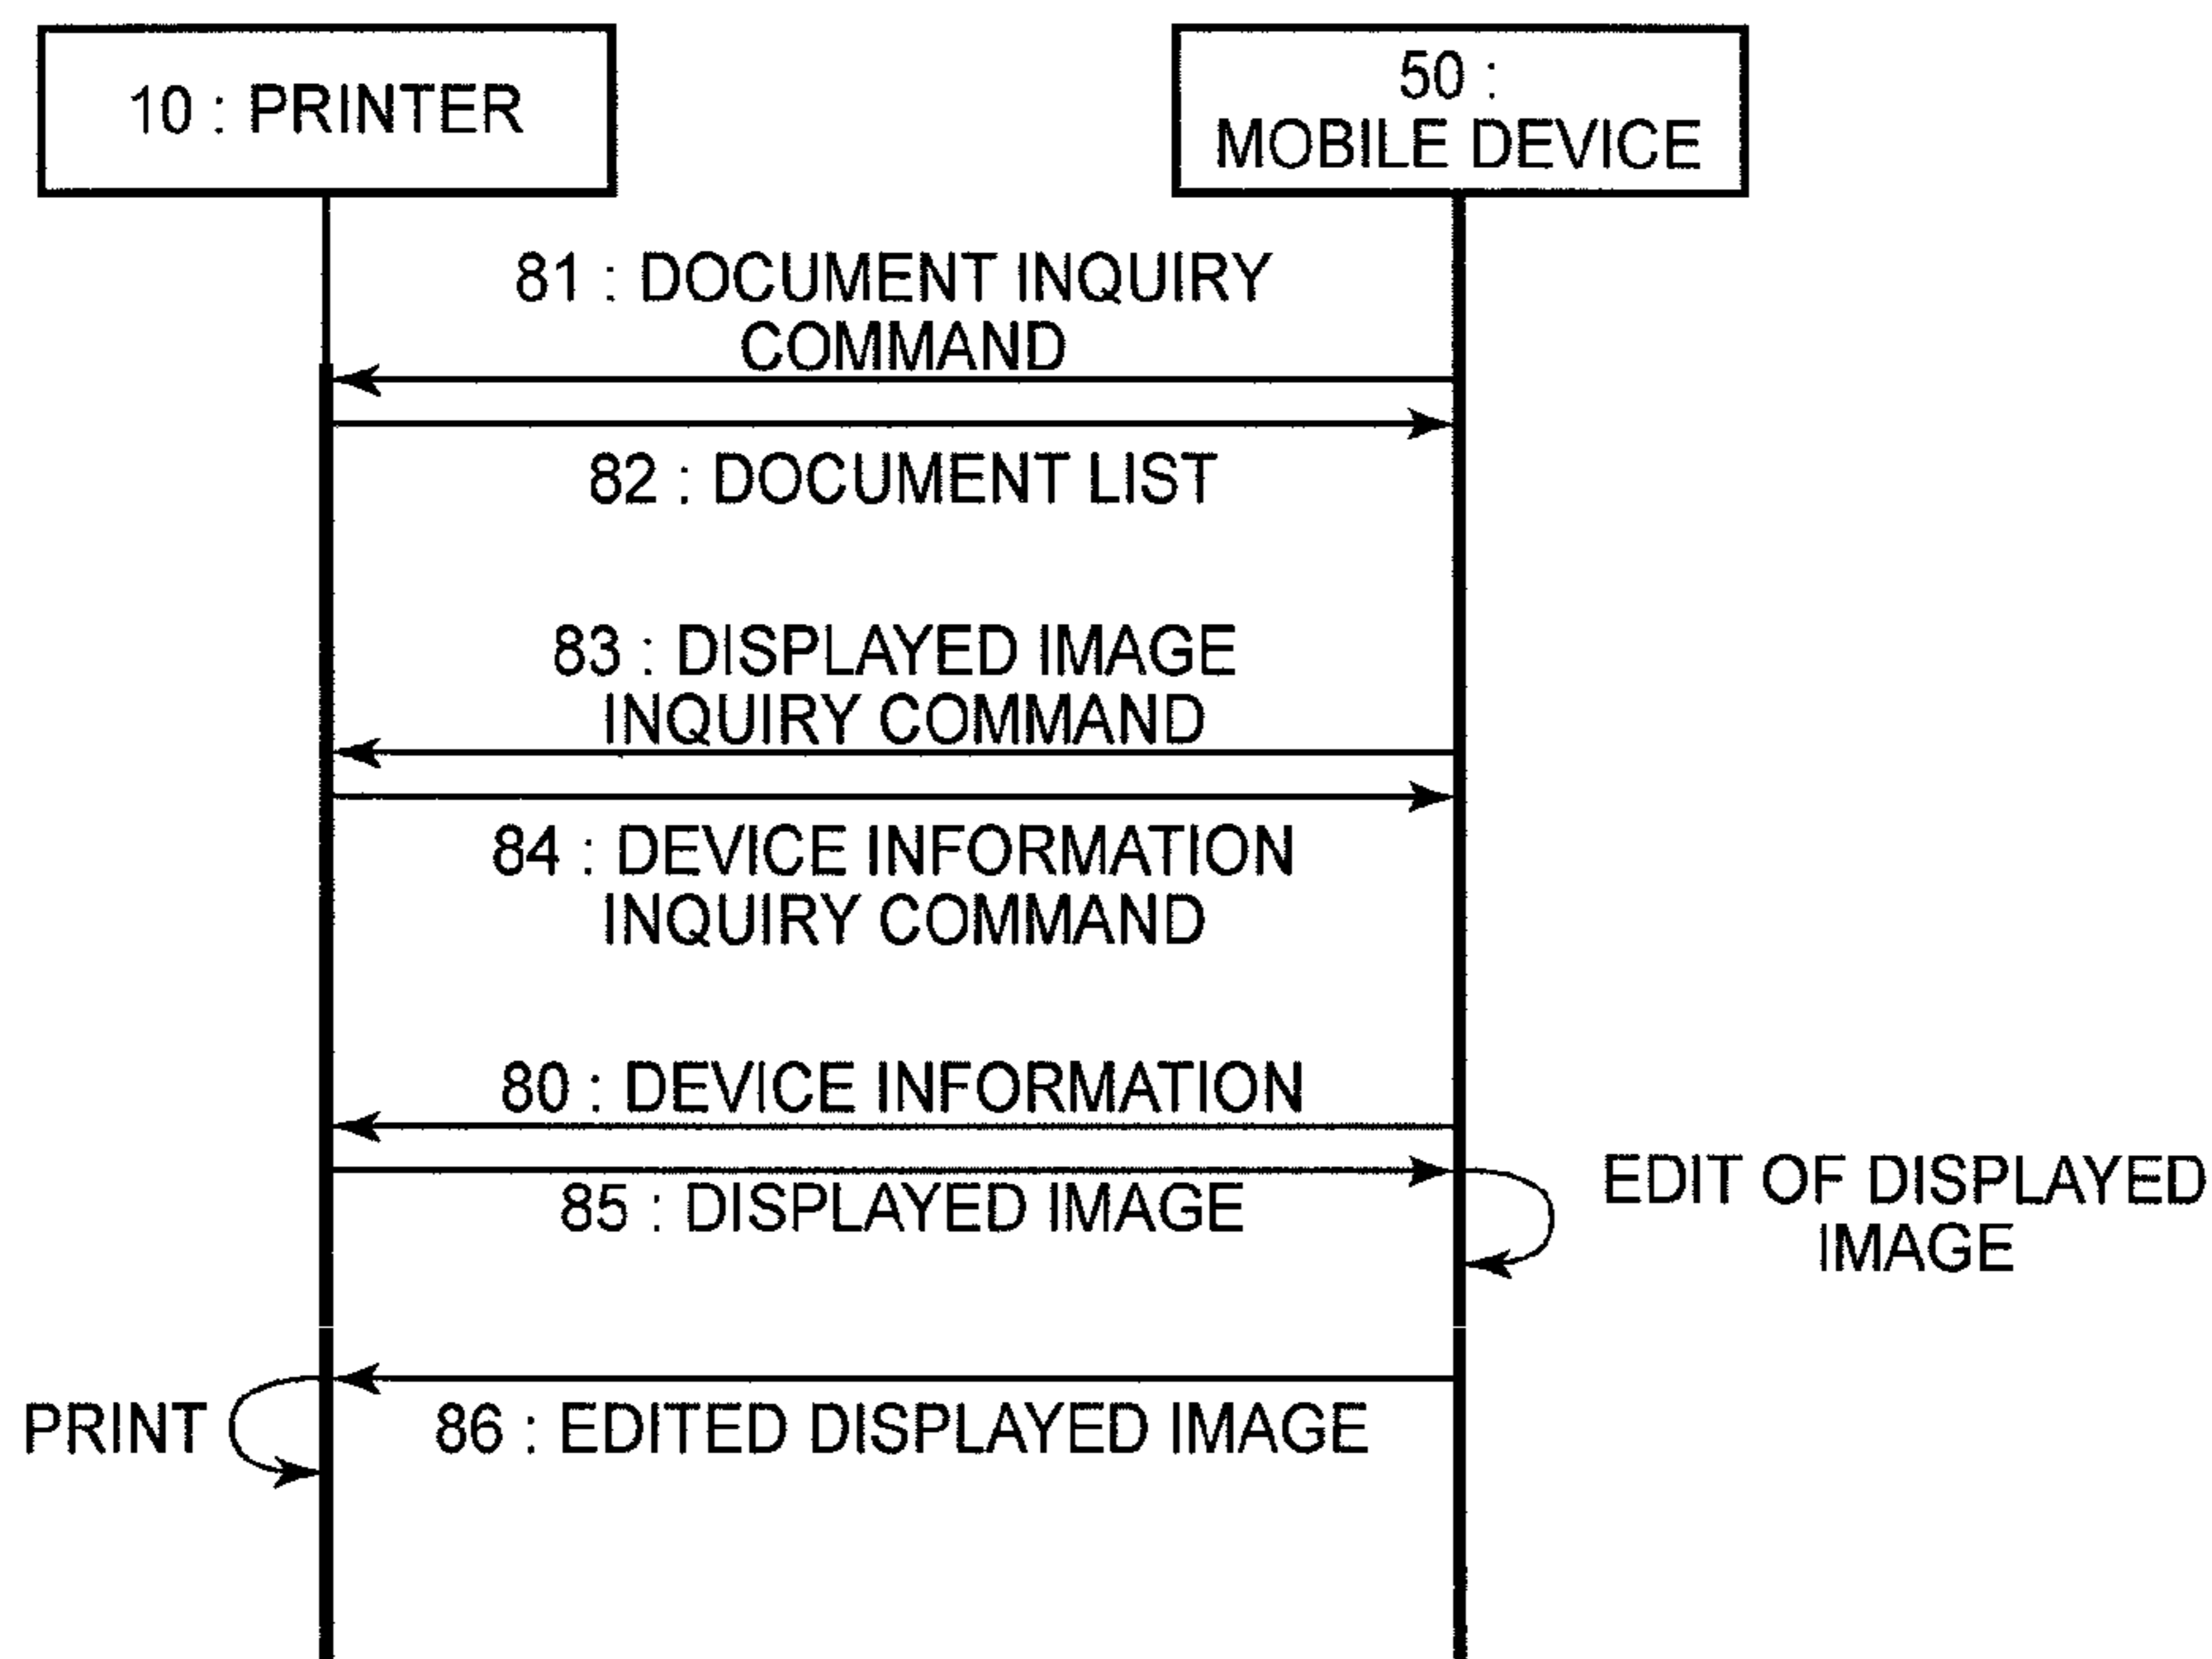 10 : PRINTER
50 :
MOBILE DEVICE
81 : DOCUMENT INQUIRY
COMMAND
82 : DOCUMENT LIST
83 : DISPLAYED IMAGE
INQUIRY COMMAND
84 : DEVICE INFORMATION
INQUIRY COMMAND
80 : DEVICE INFORMATION
85 : DISPLAYED IMAGE
EDIT OF DISPLAYED
IMAGE
PRINT
86 : EDITED DISPLAYED IMAGE